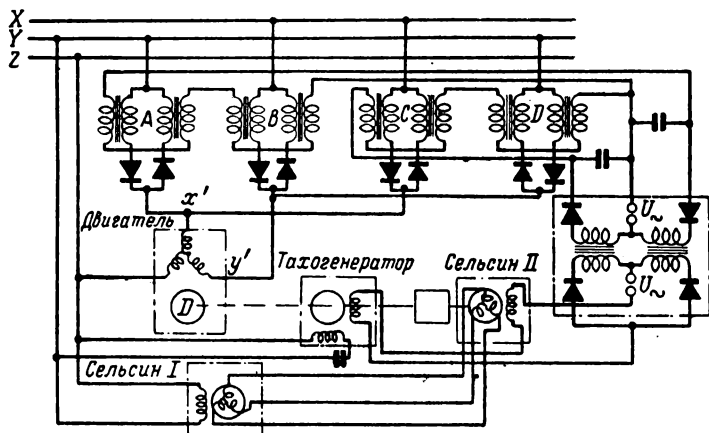 X
Y
Z
A
B
C
D
x'
Двигатель
y'
Тахогенератор
Сельсин II
U~
U~
D
Сельсин I